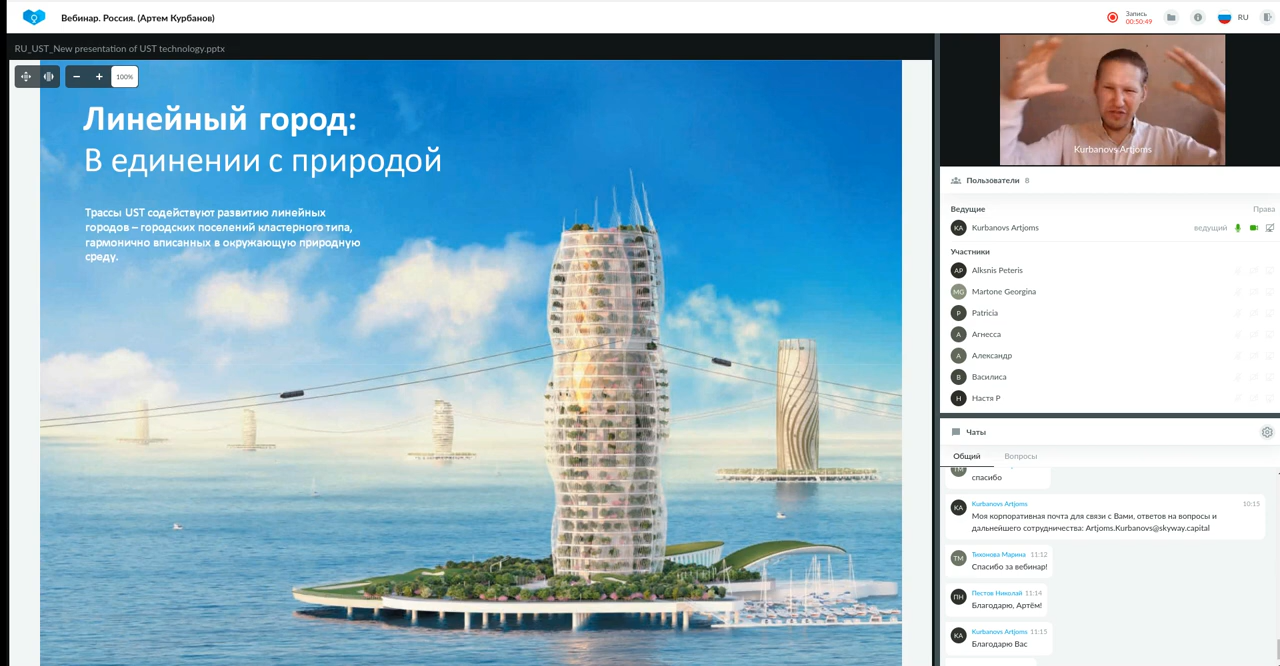 Вебинар. Россия. (Артем Курбанов)
Запись
00:50:49
RU
RU_UST_New presentation of UST technology.pptx
100%
Линейный город:
В единении с природой
Трассы UST содействуют развитию линейных
городов – городских поселений кластерного типа,
гармонично вписанных в окружающую природную
среду.
Kurbanovs Artjoms
Пользователи 8
Ведущие Права
KA Kurbanovs Artjoms ведущий
Участники
AP Alksnis Peteris
MG Martone Georgina
P Patricia
А Агнесса
А Александр
В Василиса
Н Настя Р
Чаты
Общий Вопросы
ТМ
спасибо
KA Kurbanovs Artjoms 10:15
Моя корпоративная почта для связи с Вами, ответов на вопросы и
дальнейшего сотрудничества: Artjoms.Kurbanovs@skyway.capital
ТМ Тихонова Марина 11:12
Спасибо за вебинар!
ПН Пестов Николай 11:14
Благодарю, Артём!
KA Kurbanovs Artjoms 11:15
Благодарю Вас